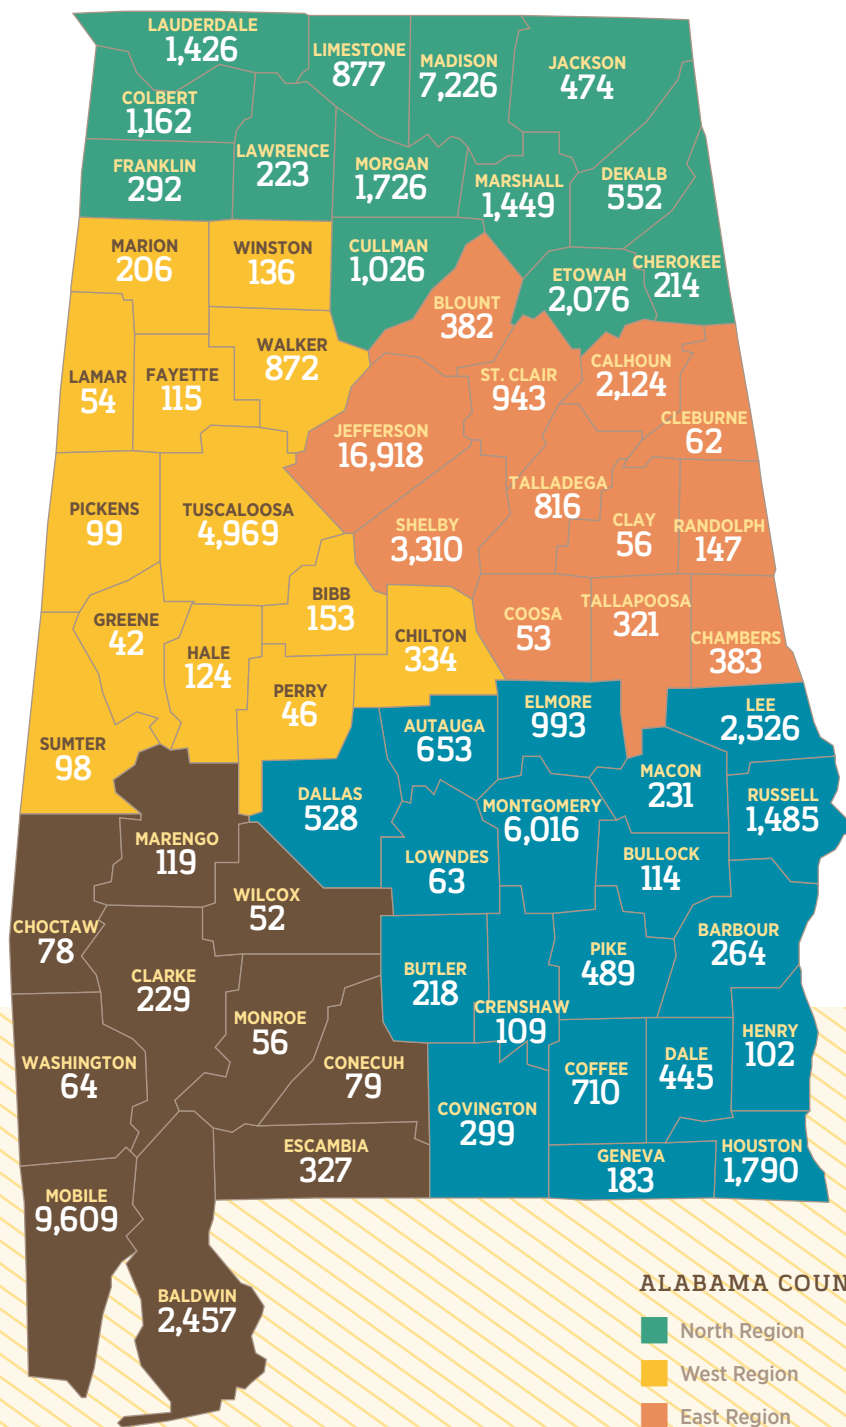 LAUDERDALE
1,426
LIMESTONE
877
MADISON
7,226
JACKSON
474
COLBERT
1,162
LAWRENCE
223
FRANKLIN
292
MORGAN
1,726
MARSHALL
1,449
DEKALB
552
MARION
206
WINSTON
136
CULLMAN
1,026
ETOWAH
2,076
CHEROKEE
214
BLOUNT
382
WALKER
872
LAMAR
54
FAYETTE
115
ST. CLAIR
943
CALHOUN
2,124
CLEBURNE
62
JEFFERSON
16,918
PICKENS
99
TUSCALOOSA
4,969
TALLADEGA
816
SHELBY
3,310
CLAY
56
RANDOLPH
147
BIBB
153
GREENE
42
HALE
124
CHILTON
334
COOSA
53
TALLAPOOSA
321
CHAMBERS
383
PERRY
46
SUMTER
98
AUTAUGA
653
ELMORE
993
LEE
2,526
MACON
231
DALLAS
528
MONTGOMERY
6,016
RUSSELL
1,485
MARENGO
119
LOWNDES
63
BULLOCK
114
WILCOX
52
CHOCTAW
78
BARBOUR
264
PIKE
489
CLARKE
229
BUTLER
218
CRENSHAW
109
MONROE
56
HENRY
102
WASHINGTON
64
CONECUH
79
COFFEE
710
DALE
445
COVINGTON
299
ESCAMBIA
327
GENEVA
183
HOUSTON
1,790
MOBILE
9,609
BALDWIN
2,457
ALABAMA COUN
North Region
West Region
East Region